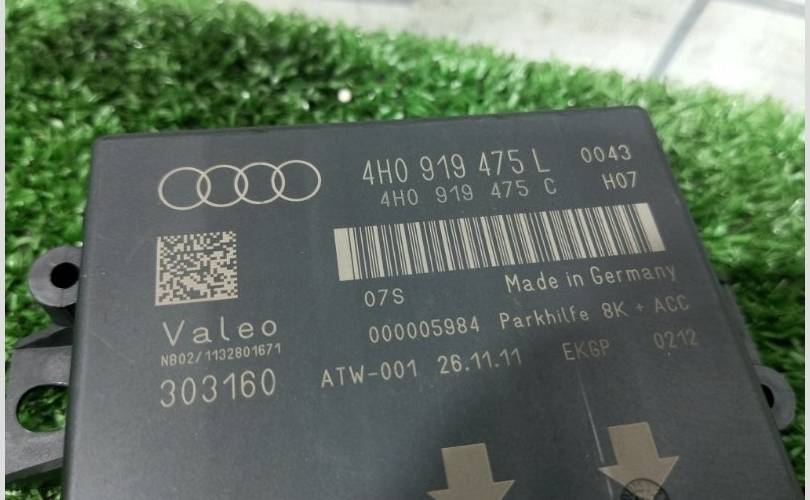 4H0 919 475 L 0043
4H0 919 475 C H07
07S Made in Germany
Valeo 000005984 Parkhilfe 8K + ACC
NB02/1132801671
303160 ATW-001 26.11.11 EKGP 0212